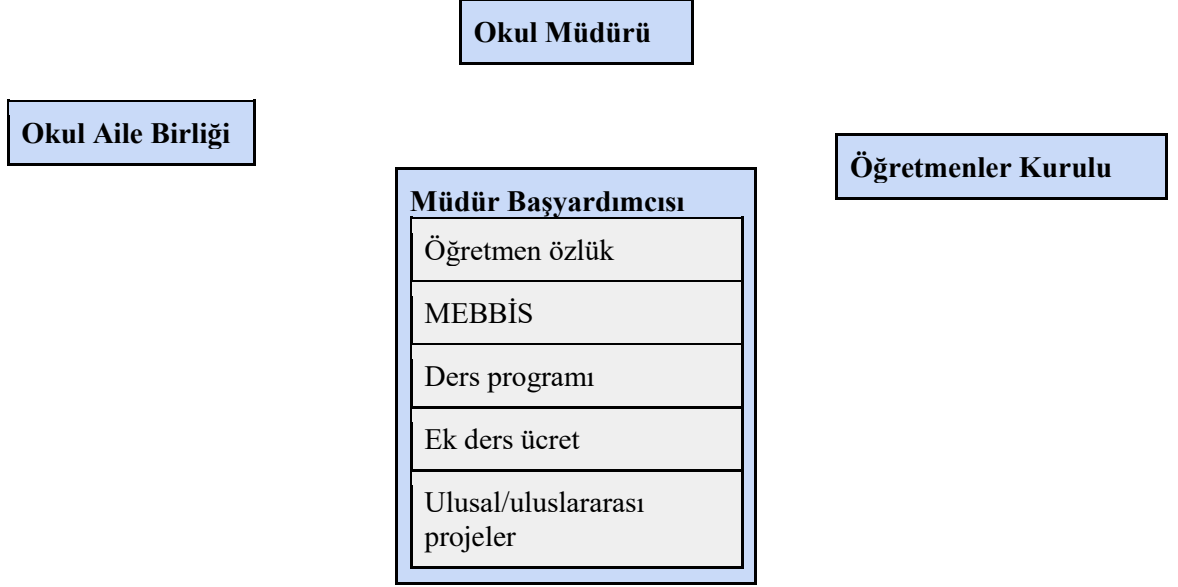 Okul Müdürü
Okul Aile Birliği
Öğretmenler Kurulu
Müdür Başyardımcısı
Öğretmen özlük
MEBBİS
Ders programı
Ek ders ücret
Ulusal/uluslararası
projeler